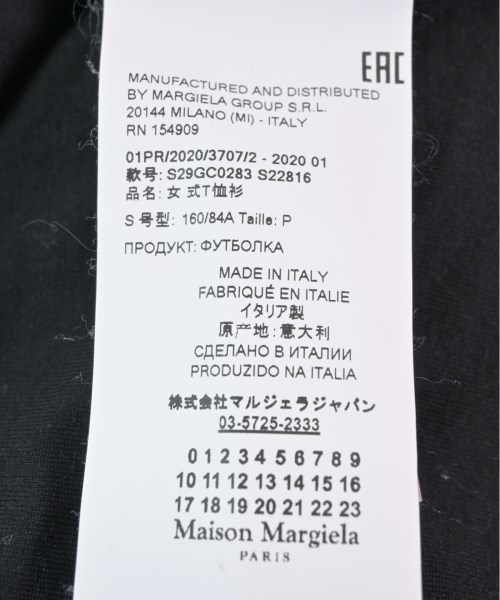 EAC
MANUFACTURED AND DISTRIBUTED
BY MARGIELA GROUP S.R.L.
20144 MILANO (MI) - ITALY
RN 154909
01PR/2020/3707/2 - 2020 01
款号: S29GC0283 S22816
品名: 女 式T恤衫
S 号型: 160/84A Taille: P
ПРОДУКТ: ФУТБОЛКА
MADE IN ITALY
FABRIQUÉ EN ITALIE
イタリア製
原产地: 意大利
СДЕЛАНО В ИТАЛИИ
PRODUZIDO NA ITALIA
株式会社マルジェラジャパン
03-5725-2333
0 1 2 3 4 5 6 7 8 9
10 11 12 13 14 15 16
17 18 19 20 21 22 23
Maison Margiela
PARIS